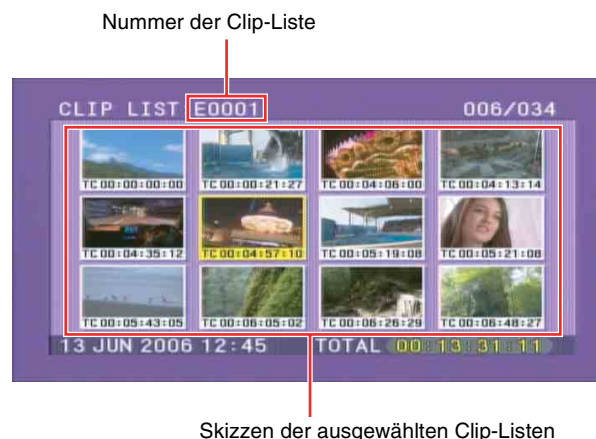 Nummer der Clip-Liste
CLIP LIST: E0001 006/034
TC 00:00:00:00 TC 00:00:21:27 TC 00:04:06:00 TC 00:04:13:14
TC 00:04:35:12 TC 00:04:57:10 TC 00:05:19:08 TC 00:05:21:08
TC 00:05:43:05 TC 00:06:05:02 TC 00:06:26:29 TC 00:06:48:27
13 JUN 2006 12:45 TOTAL 00:13:31:11
Skizzen der ausgewählten Clip-Listen